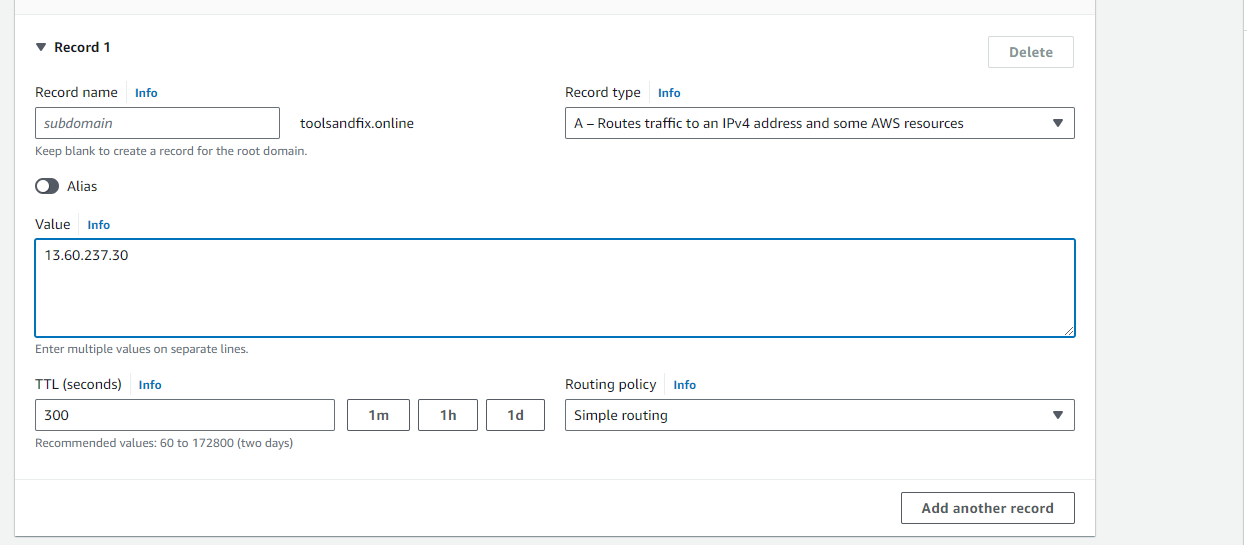 Record 1
Delete
Record name Info
Record type Info
subdomain
toolsandfix.online
A – Routes traffic to an IPv4 address and some AWS resources
Keep blank to create a record for the root domain.
Alias
Value Info
13.60.237.30
Enter multiple values on separate lines.
TTL (seconds) Info
Routing policy Info
300
1m
1h
1d
Simple routing
Recommended values: 60 to 172800 (two days)
Add another record